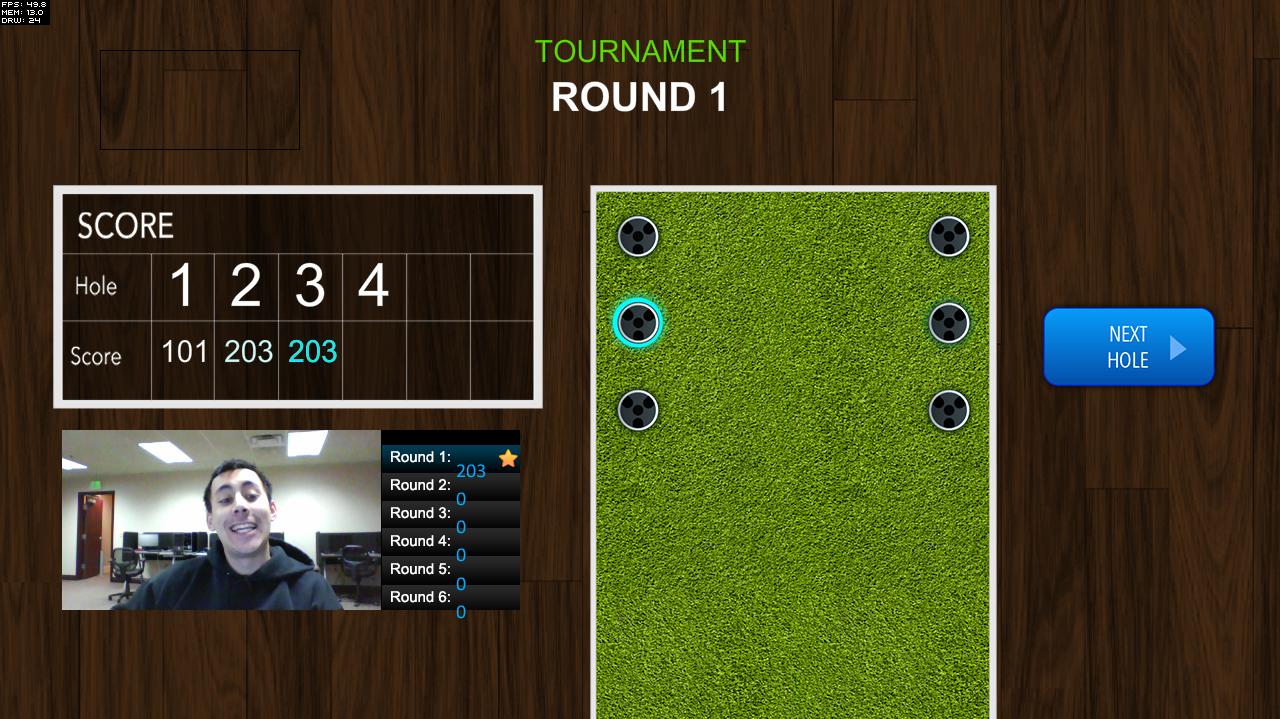 FPS: 49.8
MEM: 13.0
DRW: 24
TOURNAMENT
ROUND 1
SCORE
Hole 1 2 3 4
Score 101 203 203
NEXT
HOLE
Round 1: 203
Round 2: 0
Round 3: 0
Round 4: 0
Round 5: 0
Round 6: 0